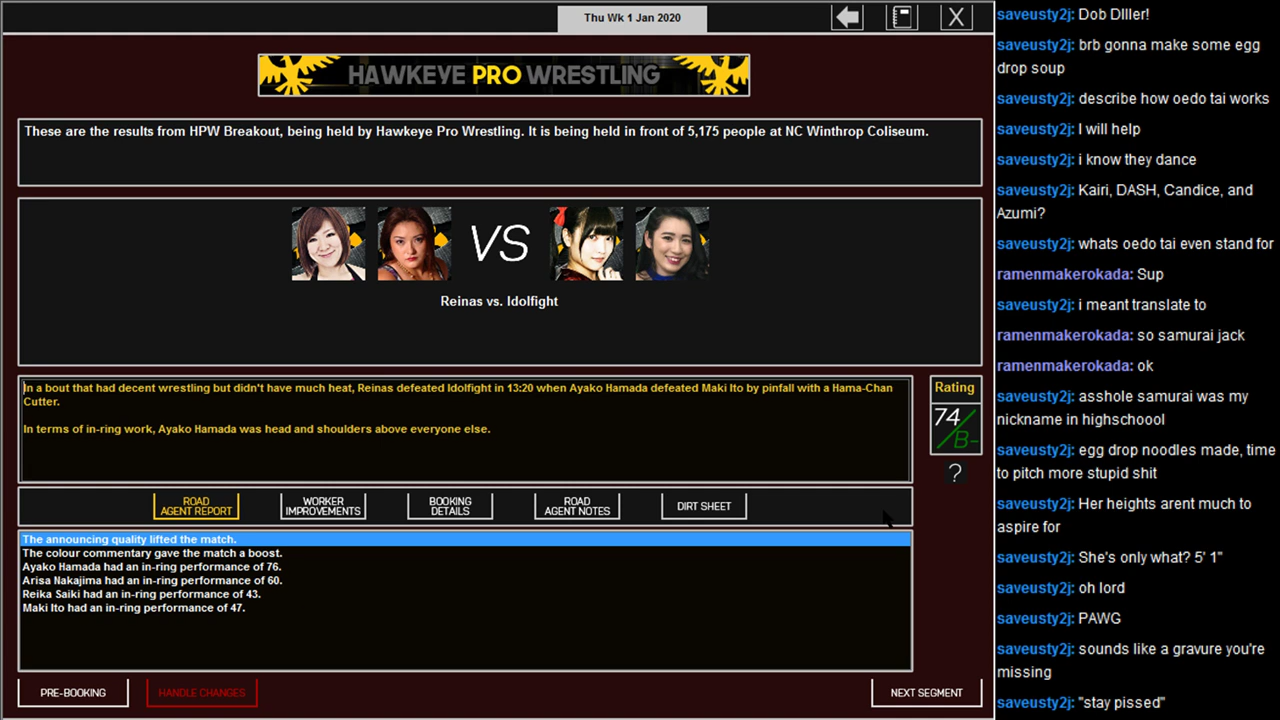 Thu Wk 1 Jan 2020
HAWKEYE PRO WRESTLING
These are the results from HPW Breakout, being held by Hawkeye Pro Wrestling. It is being held in front of 5,175 people at NC Winthrop Coliseum.
VS
Reinas vs. Idolfight
In a bout that had decent wrestling but didn't have much heat, Reinas defeated Idolfight in 13:20 when Ayako Hamada defeated Maki Ito by pinfall with a Hama-Chan
Cutter.
In terms of in-ring work, Ayako Hamada was head and shoulders above everyone else.
Rating
74
B-
?
ROAD
AGENT REPORT
WORKER
IMPROVEMENTS
BOOKING
DETAILS
ROAD
AGENT NOTES
DIRT SHEET
The announcing quality lifted the match.
The colour commentary gave the match a boost.
Ayako Hamada had an in-ring performance of 76.
Arisa Nakajima had an in-ring performance of 60.
Reika Saiki had an in-ring performance of 43.
Maki Ito had an in-ring performance of 47.
PRE-BOOKING
HANDLE CHANGES
NEXT SEGMENT
saveusty2j: Dob DIller!
saveusty2j: brb gonna make some egg
drop soup
saveusty2j: describe how oedo tai works
saveusty2j: I will help
saveusty2j: i know they dance
saveusty2j: Kairi, DASH, Candice, and
Azumi?
saveusty2j: whats oedo tai even stand for
ramenmakerokada: Sup
saveusty2j: i meant translate to
ramenmakerokada: so samurai jack
ramenmakerokada: ok
saveusty2j: asshole samurai was my
nickname in highschoool
saveusty2j: egg drop noodles made, time
to pitch more stupid shit
saveusty2j: Her heights arent much to
aspire for
saveusty2j: She's only what? 5' 1"
saveusty2j: oh lord
saveusty2j: PAWG
saveusty2j: sounds like a gravure you're
missing
saveusty2j: "stay pissed"